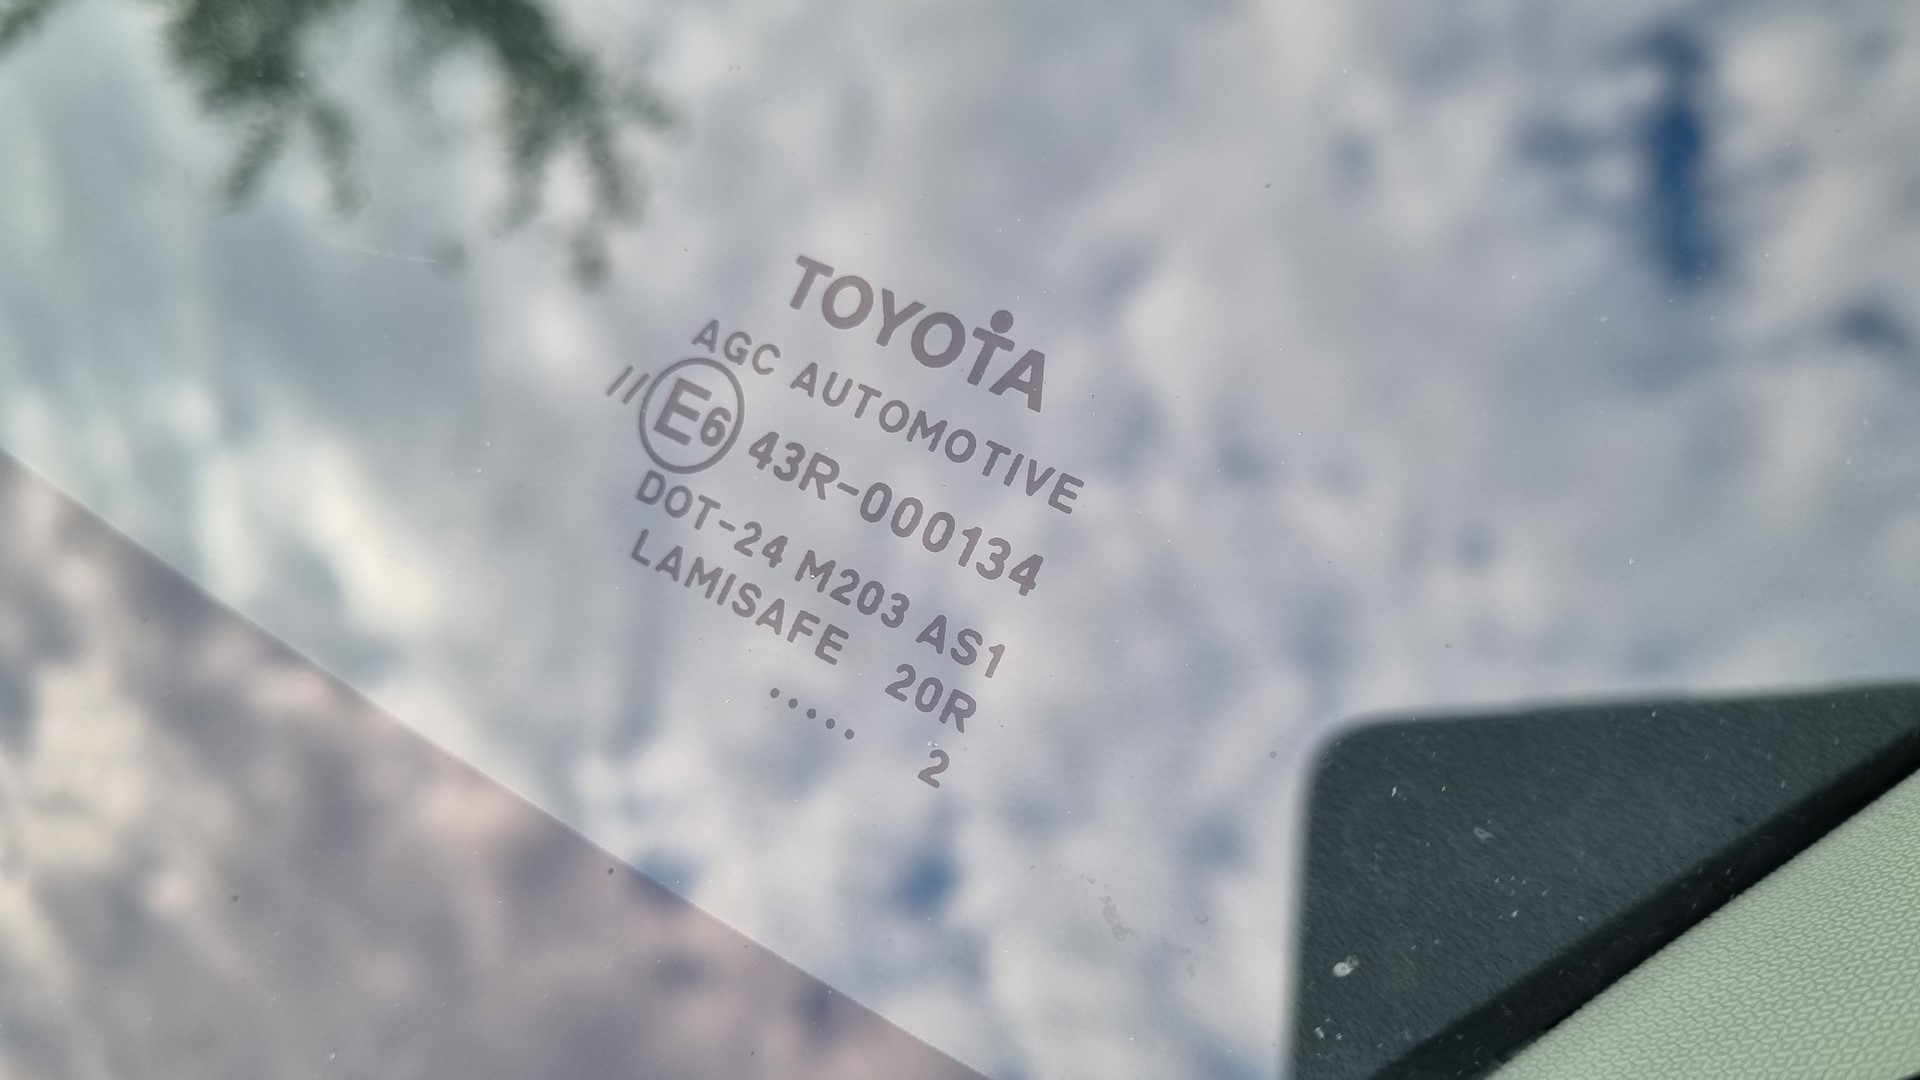 TOYOTA
AGC AUTOMOTIVE
// E6 43R-000134
DOT-24 M203 AS1
LAMISAFE 20R
..... 2